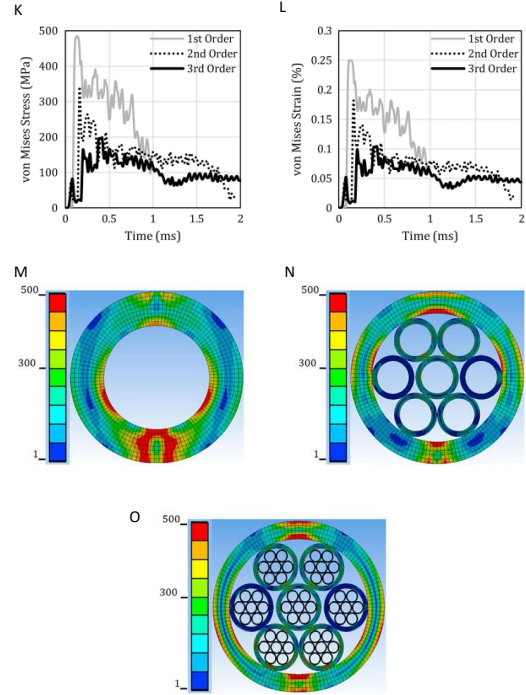 K
L
500
400
300
200
100
0
von Mises Stress (MPa)
1st Order
2nd Order
3rd Order
0
0.5
1
1.5
2
Time (ms)
0.3
0.25
0.2
0.15
0.1
0.05
0
von Mises Strain (%)
1st Order
2nd Order
3rd Order
0
0.5
1
1.5
2
Time (ms)
M
500
300
1
N
500
300
1
O
500
300
1